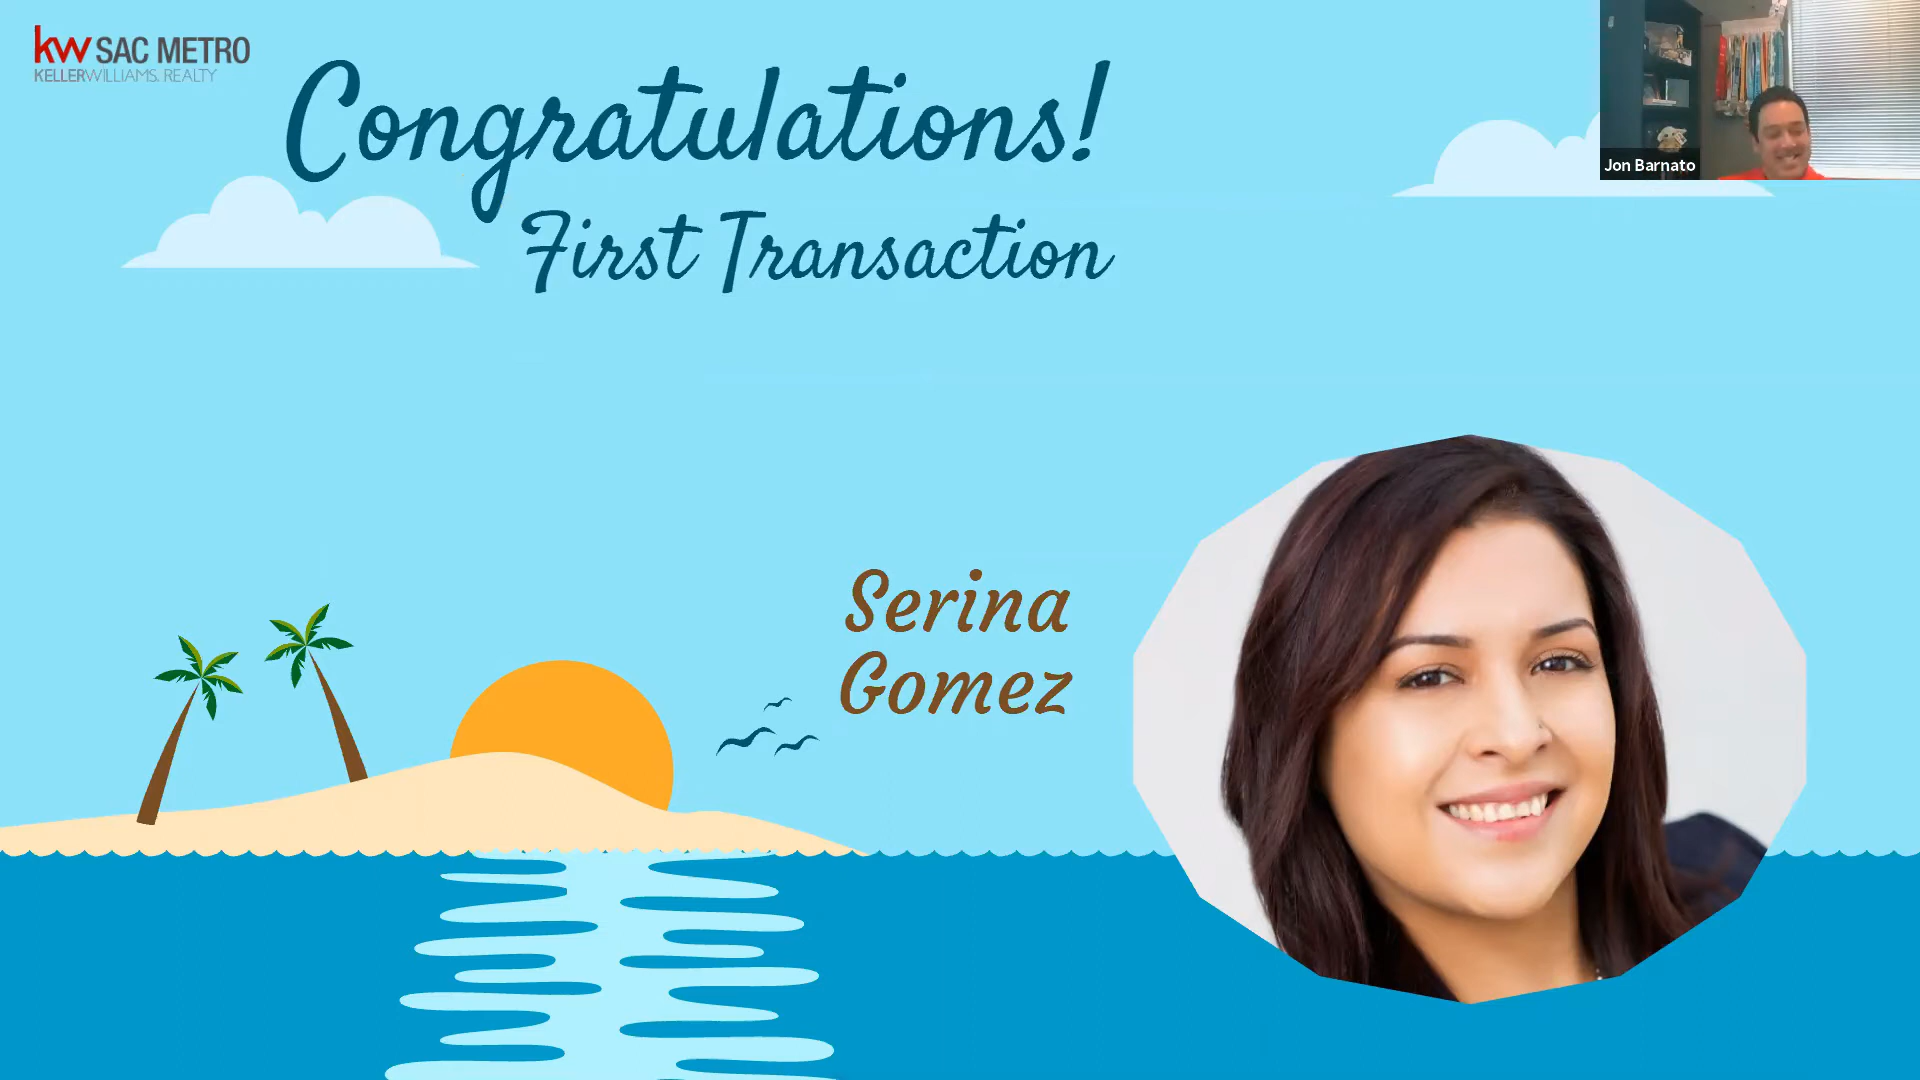 kw SAC METRO
KELLERWILLIAMS. REALTY
Congratulations!
First Transaction
Jon Barnato
Serina
Gomez